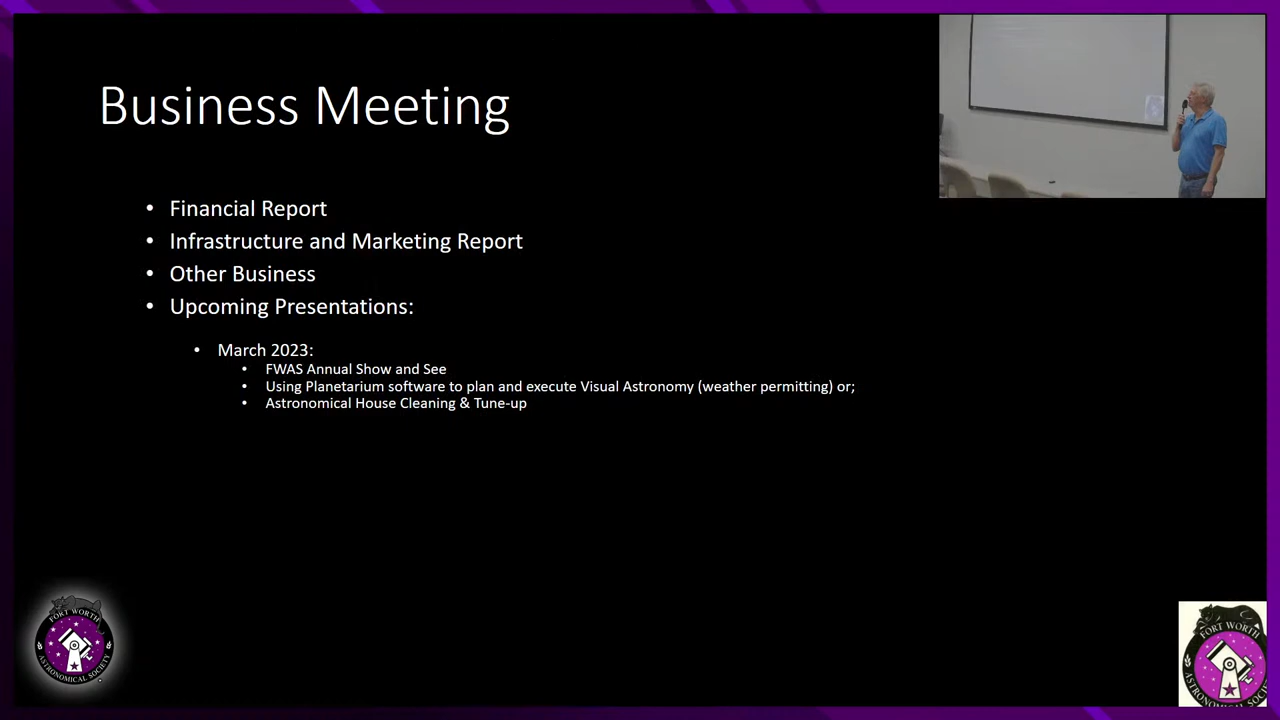 Business Meeting
• Financial Report
• Infrastructure and Marketing Report
• Other Business
• Upcoming Presentations:
• March 2023:
• FWAS Annual Show and See
• Using Planetarium software to plan and execute Visual Astronomy (weather permitting) or;
• Astronomical House Cleaning & Tune-up
FORT WORTH
ASTRONOMICAL SOCIETY
FORT WORTH
ASTRONOMICAL SOCIE